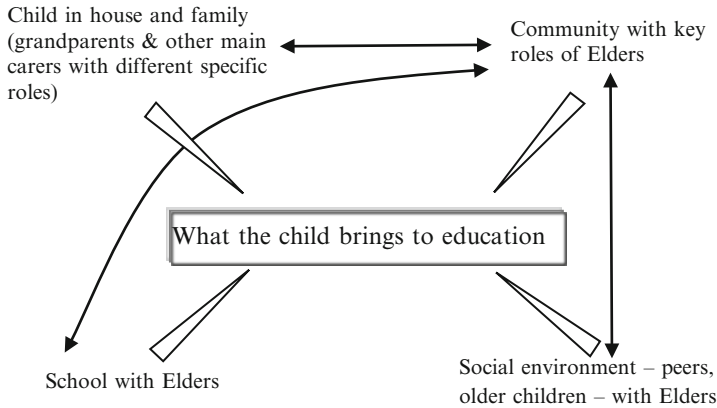 Child in house and family
(grandparents & other main
carers with different specific
roles)
Community with key
roles of Elders
What the child brings to education
School with Elders
Social environment – peers,
older children – with Elders